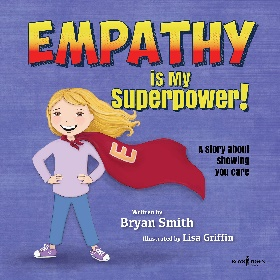 EMPATHY
is My
Superpower!
A story about
showing
you care
E
Written by
Bryan Smith
Illustrated by Lisa Griffin